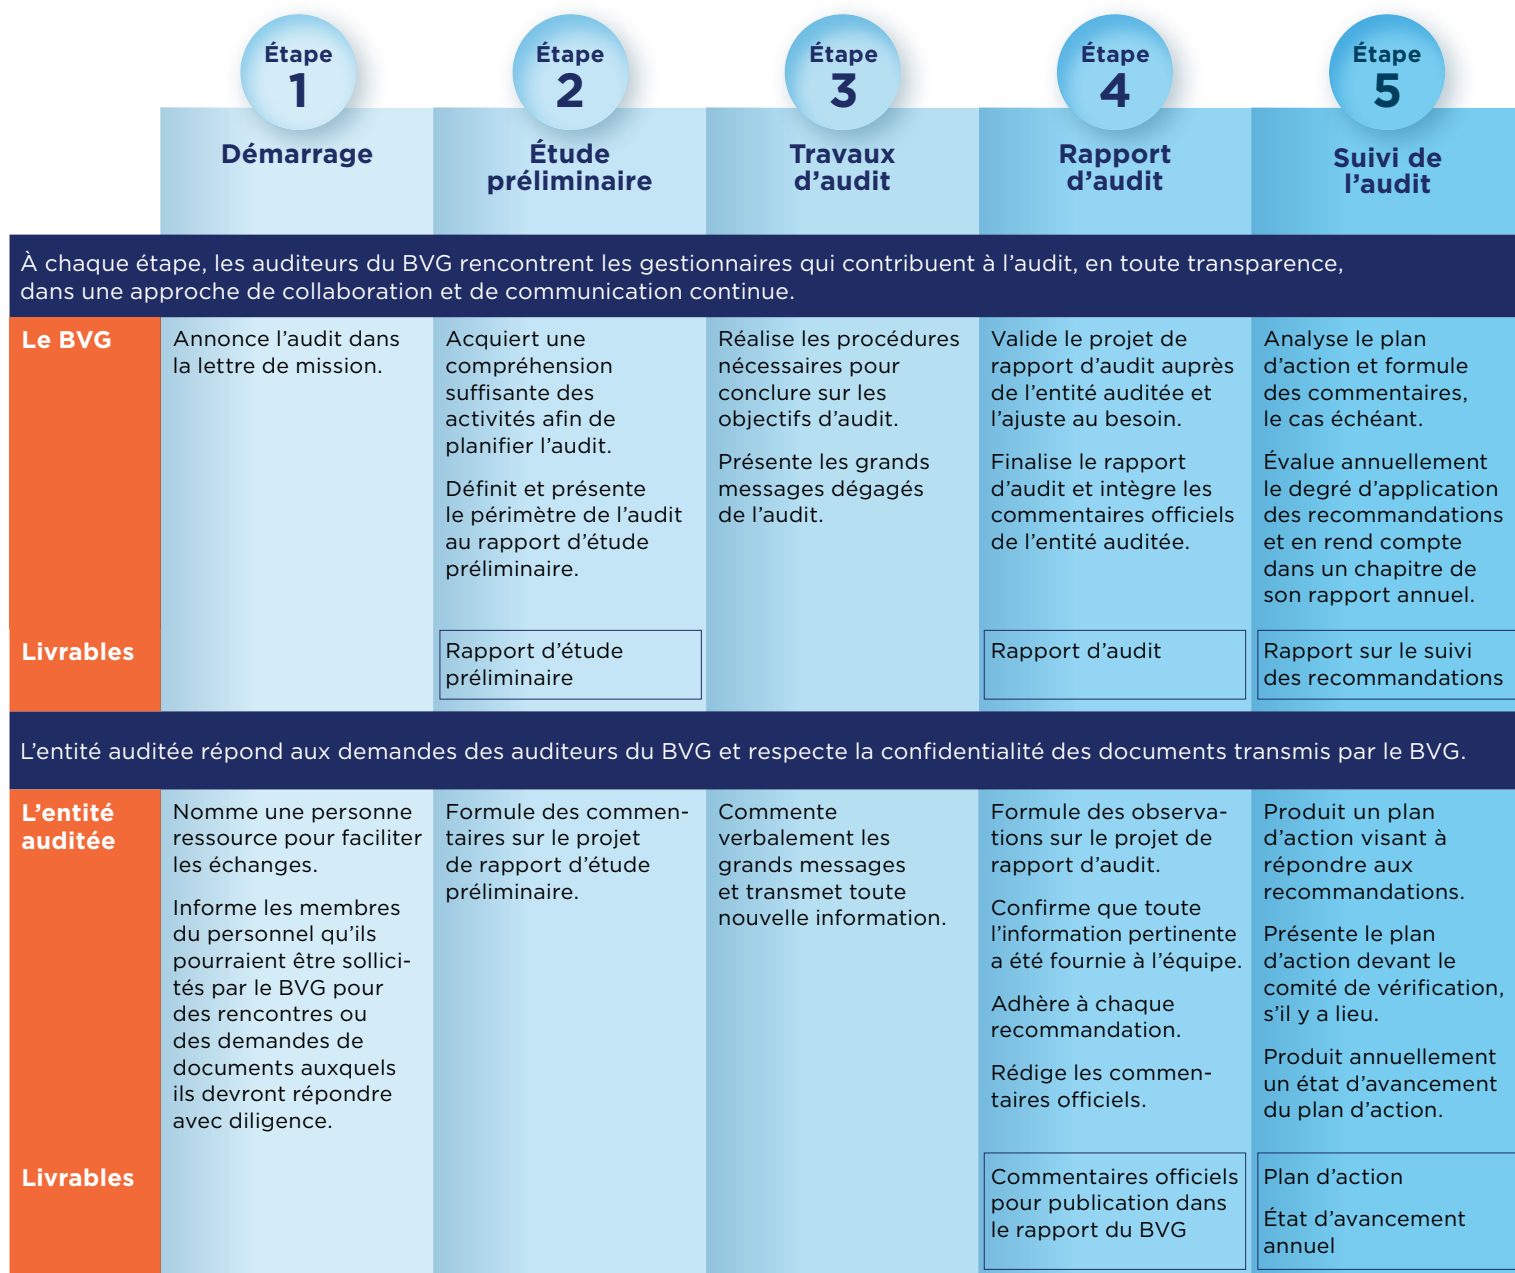 Étape
1
Étape
2
Étape
3
Étape
4
Étape
5
Démarrage
Étude
préliminaire
Travaux
d’audit
Rapport
d’audit
Suivi de
l’audit
À chaque étape, les auditeurs du BVG rencontrent les gestionnaires qui contribuent à l’audit, en toute transparence,
dans une approche de collaboration et de communication continue.
Le BVG
Annonce l’audit dans
la lettre de mission.
Acquiert une
compréhension
suffisante des
activités afin de
planifier l’audit.
Définit et présente
le périmètre de l’audit
au rapport d’étude
préliminaire.
Réalise les procédures
nécessaires pour
conclure sur les
objectifs d’audit.
Présente les grands
messages dégagés
de l’audit.
Valide le projet de
rapport d’audit auprès
de l’entité auditée et
l’ajuste au besoin.
Finalise le rapport
d’audit et intègre les
commentaires officiels
de l’entité auditée.
Analyse le plan
d’action et formule
des commentaires,
le cas échéant.
Évalue annuellement
le degré d’application
des recommandations
et en rend compte
dans un chapitre de
son rapport annuel.
Livrables
Rapport d’étude
préliminaire
Rapport d’audit
Rapport sur le suivi
des recommandations
L’entité auditée répond aux demandes des auditeurs du BVG et respecte la confidentialité des documents transmis par le BVG.
L’entité
auditée
Nomme une personne
ressource pour faciliter
les échanges.
Informe les membres
du personnel qu’ils
pourraient être sollici-
tés par le BVG pour
des rencontres ou
des demandes de
documents auxquels
ils devront répondre
avec diligence.
Formule des commen-
taires sur le projet
de rapport d’étude
préliminaire.
Commente
verbalement les
grands messages
et transmet toute
nouvelle information.
Formule des observa-
tions sur le projet de
rapport d’audit.
Confirme que toute
l’information pertinente
a été fournie à l’équipe.
Adhère à chaque
recommandation.
Rédige les commen-
taires officiels.
Produit un plan
d’action visant à
répondre aux
recommandations.
Présente le plan
d’action devant le
comité de vérification,
s’il y a lieu.
Produit annuellement
un état d’avancement
du plan d’action.
Livrables
Commentaires officiels
pour publication dans
le rapport du BVG
Plan d’action
État d’avancement
annuel